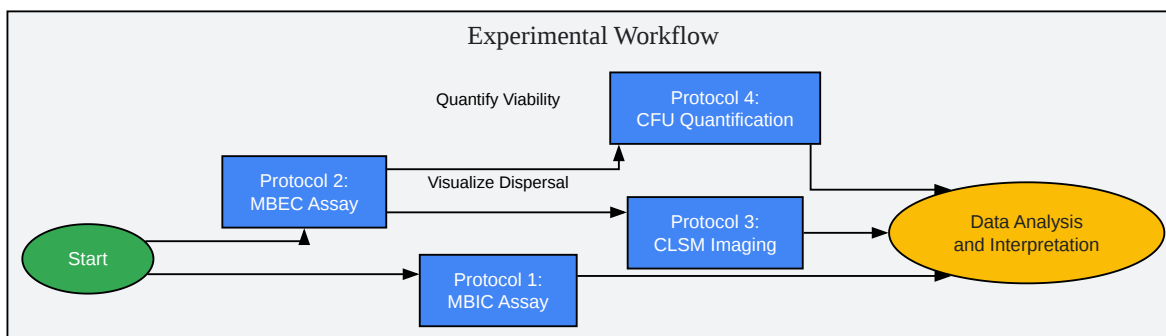 Experimental Workflow
Quantify Viability
Protocol 4:
CFU Quantification
Protocol 2:
MBEC Assay
Visualize Dispersal
Protocol 3:
CLSM Imaging
Data Analysis
and Interpretation
Start
Protocol 1:
MBIC Assay